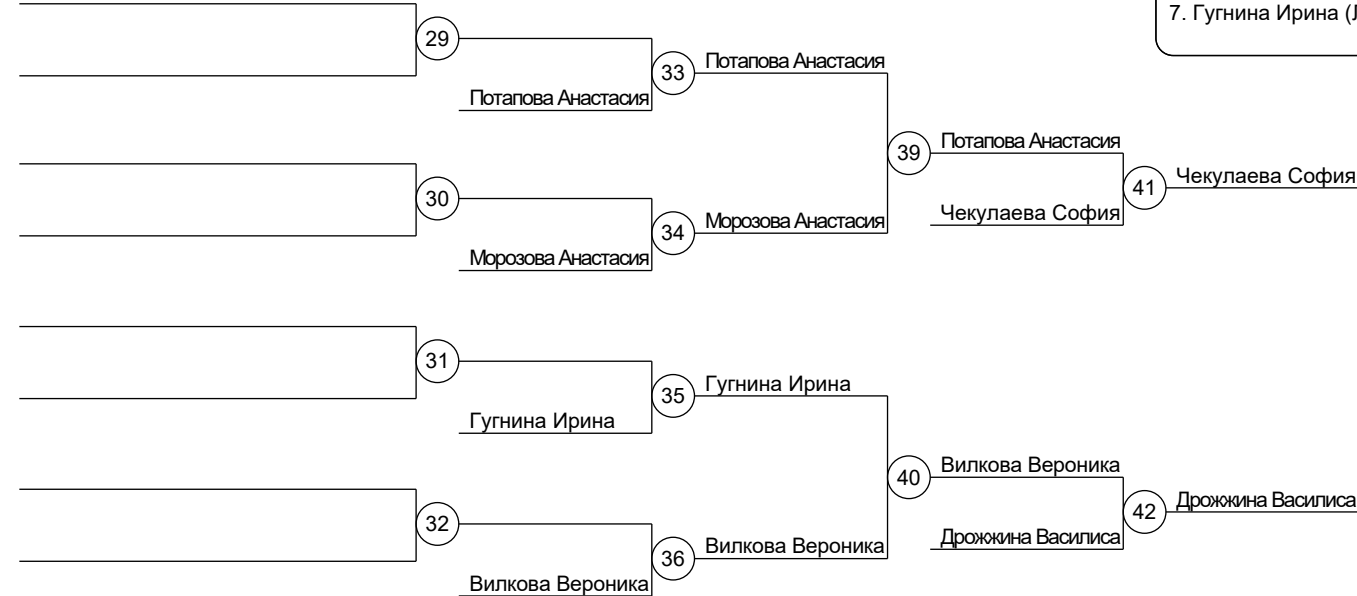 7. Гугнина Ирина (Л
29
Потапова Анастасия
33
Потапова Анастасия
39
Потапова Анастасия
41
Чекулаева София
Чекулаева София
30
Морозова Анастасия
34
Морозова Анастасия
31
Гугнина Ирина
35
Гугнина Ирина
40
Вилкова Вероника
42
Дрожжина Василиса
Дрожжина Василиса
32
Вилкова Вероника
36
Вилкова Вероника